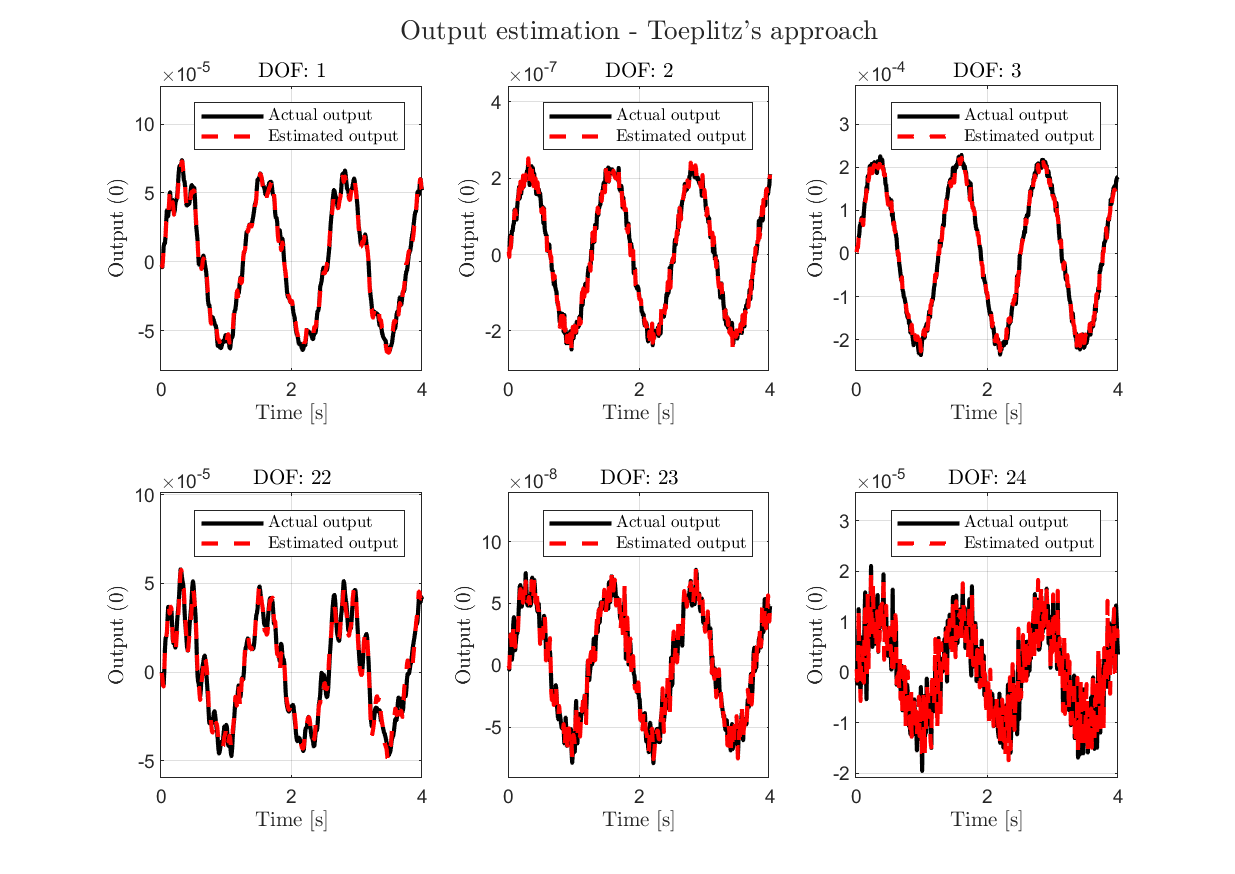 Output estimation - Toeplitz's approach
×10-5
DOF: 1
Actual output
Estimated output
10
5
0
-5
Output (0)
0 2 4
Time [s]
×10-7
DOF: 2
Actual output
Estimated output
4
2
0
-2
Output (0)
0 2 4
Time [s]
×10-4
DOF: 3
Actual output
Estimated output
3
2
1
0
-1
-2
Output (0)
0 2 4
Time [s]
×10-5
DOF: 22
Actual output
Estimated output
10
5
0
-5
Output (0)
0 2 4
Time [s]
×10-8
DOF: 23
Actual output
Estimated output
10
5
0
-5
Output (0)
0 2 4
Time [s]
×10-5
DOF: 24
Actual output
Estimated output
3
2
1
0
-1
-2
Output (0)
0 2 4
Time [s]